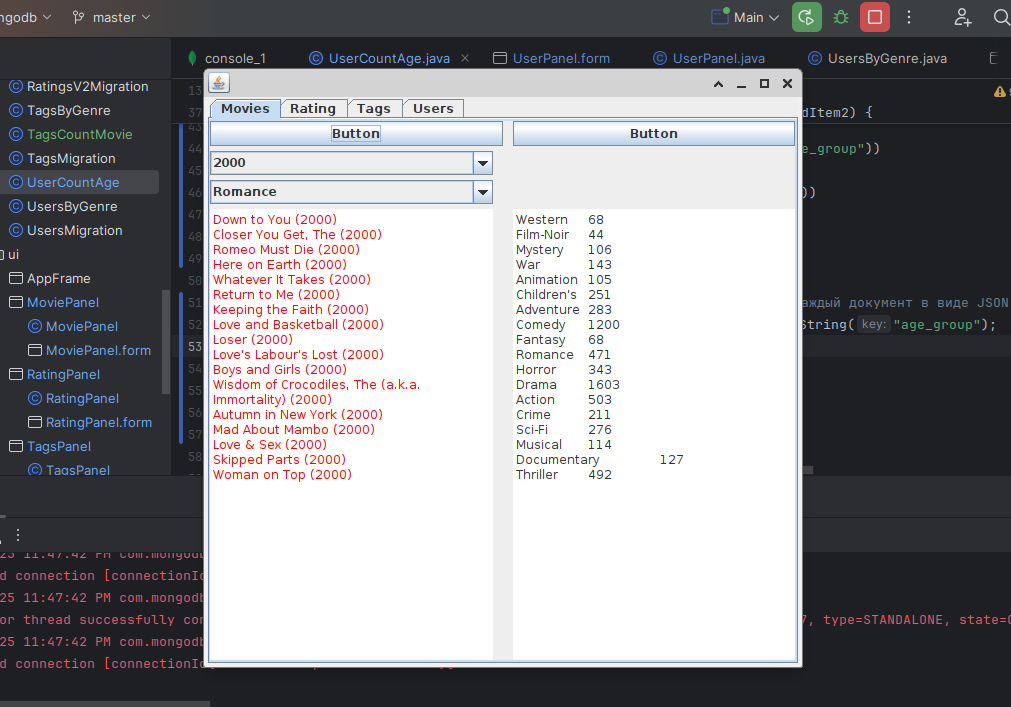 ngodb
master
Main
console_1
UserCountAge.java
UserPanel.form
UserPanel.java
UsersByGenre.java
RatingsV2Migration
TagsByGenre
TagsCountMovie
TagsMigration
UserCountAge
UsersByGenre
UsersMigration
ui
AppFrame
MoviePanel
MoviePanel
MoviePanel.form
RatingPanel
RatingPanel
RatingPanel.form
TagsPanel
TagsPanel
13
37
43
44
45
46
47
48
49
50
51
52
53
54
55
56
57
58
dItem2) {
e_group"))
))
аждый документ в виде JSON
String( key: "age_group");
Movies Rating Tags Users
Button Button
2000
Romance
Down to You (2000)
Closer You Get, The (2000)
Romeo Must Die (2000)
Here on Earth (2000)
Whatever It Takes (2000)
Return to Me (2000)
Keeping the Faith (2000)
Love and Basketball (2000)
Loser (2000)
Love's Labour's Lost (2000)
Boys and Girls (2000)
Wisdom of Crocodiles, The (a.k.a.
Immortality) (2000)
Autumn in New York (2000)
Mad About Mambo (2000)
Love & Sex (2000)
Skipped Parts (2000)
Woman on Top (2000)
Western 68
Film-Noir 44
Mystery 106
War 143
Animation 105
Children's 251
Adventure 283
Comedy 1200
Fantasy 68
Romance 471
Horror 343
Drama 1603
Action 503
Crime 211
Sci-Fi 276
Musical 114
Documentary 127
Thriller 492
25 11:47:42 PM com.mongodb
d connection [connectionId
25 11:47:42 PM com.mongodb
or thread successfully con 7, type=STANDALONE, state=C
25 11:47:42 PM com.mongodb
d connection [connectionId